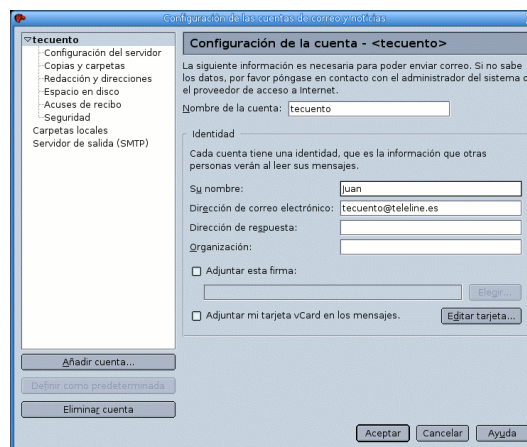 Configuración de las cuentas de correo y noticias
tecuento
Configuración del servidor
Copias y carpetas
Redacción y direcciones
Espacio en disco
Acuses de recibo
Seguridad
Carpetas locales
Servidor de salida (SMTP)
Añadir cuenta...
Definir como predeterminada
Eliminar cuenta
Configuración de la cuenta - <tecuento>
La siguiente información es necesaria para poder enviar correo. Si no sabe
los datos, por favor póngase en contacto con el administrador del sistema o
el proveedor de acceso a Internet.
Nombre de la cuenta: tecuento
Identidad
Cada cuenta tiene una identidad, que es la información que otras
personas verán al leer sus mensajes.
Su nombre: Juan
Dirección de correo electrónico: tecuento@teleline.es
Dirección de respuesta:
Organización:
Adjuntar esta firma:
Elegir...
Adjuntar mi tarjeta vCard en los mensajes. Editar tarjeta...
Aceptar Cancelar Ayuda